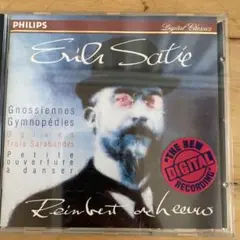 PHILIPS
Digital Classics
Erik Satie
Gnossiennes
Gymnopédies
Ogives
Trois Sarabandes
Petite
ouverture
à danser
THE NEW
DIGITAL
RECORDING
Reinbert de Leeuw